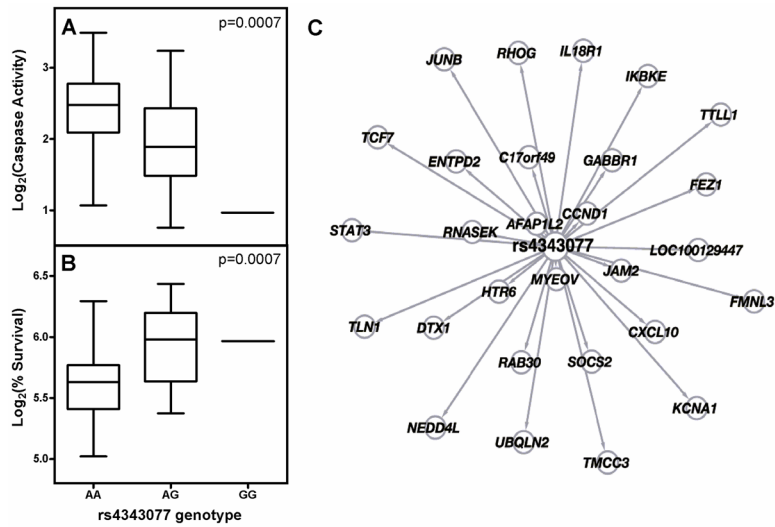 A
p=0.0007
Log2(Caspase Activity)
3
2
1
B
p=0.0007
Log2(% Survival)
6.5
6.0
5.5
5.0
AA
AG
GG
rs4343077 genotype
C
JUNB
RHOG
IL18R1
IKBKE
TTLL1
TCF7
ENTPD2
C17orf49
GABBR1
FEZ1
STAT3
RNASEK
AFAP1L2
CCND1
rs4343077
LOC100129447
JAM2
MYEOV
HTR6
FMNL3
TLN1
DTX1
CXCL10
RAB30
SOCS2
KCNA1
NEDD4L
UBQLN2
TMCC3